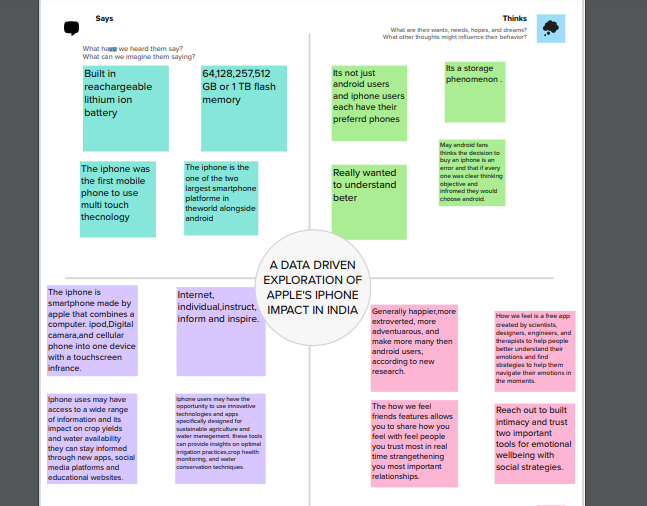 Says
What have we heard them say?
What can we imagine them saying?
Built in
reachargeable
lithium ion
battery
64,128,257,512
GB or 1 TB flash
memory
The iphone was
the first mobile
phone to use
multi touch
thecnology
The iphone is the
one of the two
largest smartphone
platforme in
theworld alongside
android
Thinks
What are their wants, needs, hopes, and dreams?
What other thoughts might influence their behavior?
Its not just
android users
and iphone users
each have their
preferrd phones
Its a storage
phenomenon .
Really wanted
to understand
beter
May android fans
thinks the decision to
buy an iphone is an
error and that if every
one was clear thinking
objective and
infromed they would
choose android.
A DATA DRIVEN
EXPLORATION OF
APPLE'S IPHONE
IMPACT IN INDIA
The iphone is
smartphone made by
apple that combines a
computer. ipod,Digital
camara,and cellular
phone into one device
with a touchscreen
infrance.
Internet,
individual,instruct,
inform and inspire.
Iphone uses may have
access to a wide range
of information and its
impact on crop yields
and water availability
they can stay informed
through new apps, social
media platforms and
educational websites.
Iphone users may have the
opportunity to use innovative
technologies and apps
specifically designed for
sustainable agriculture and
water menagement. these tools
can provide insights on optimal
irrigation practices,crop health
monitoring, and water
conservation techniques.
Generally happier,more
extroverted, more
adventuarous, and
make more many then
android users,
according to new
research.
How we feel is a free app
created by scientists,
designers, engineers, and
therapists to help people
better understand their
emotions and find
strategies to help them
navigate their emotions in
the moments.
The how we feel
friends features allows
you to share how you
feel with feel people
you trust most in real
time strangethening
you most important
relationships.
Reach out to built
intimacy and trust
two important
tools for emotional
wellbeing with
social strategies.